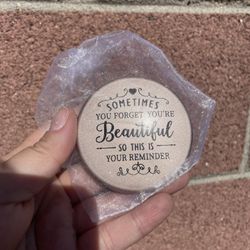 SOMETIMES
YOU FORGET YOU'RE
Beautiful
SO THIS IS
YOUR REMINDER